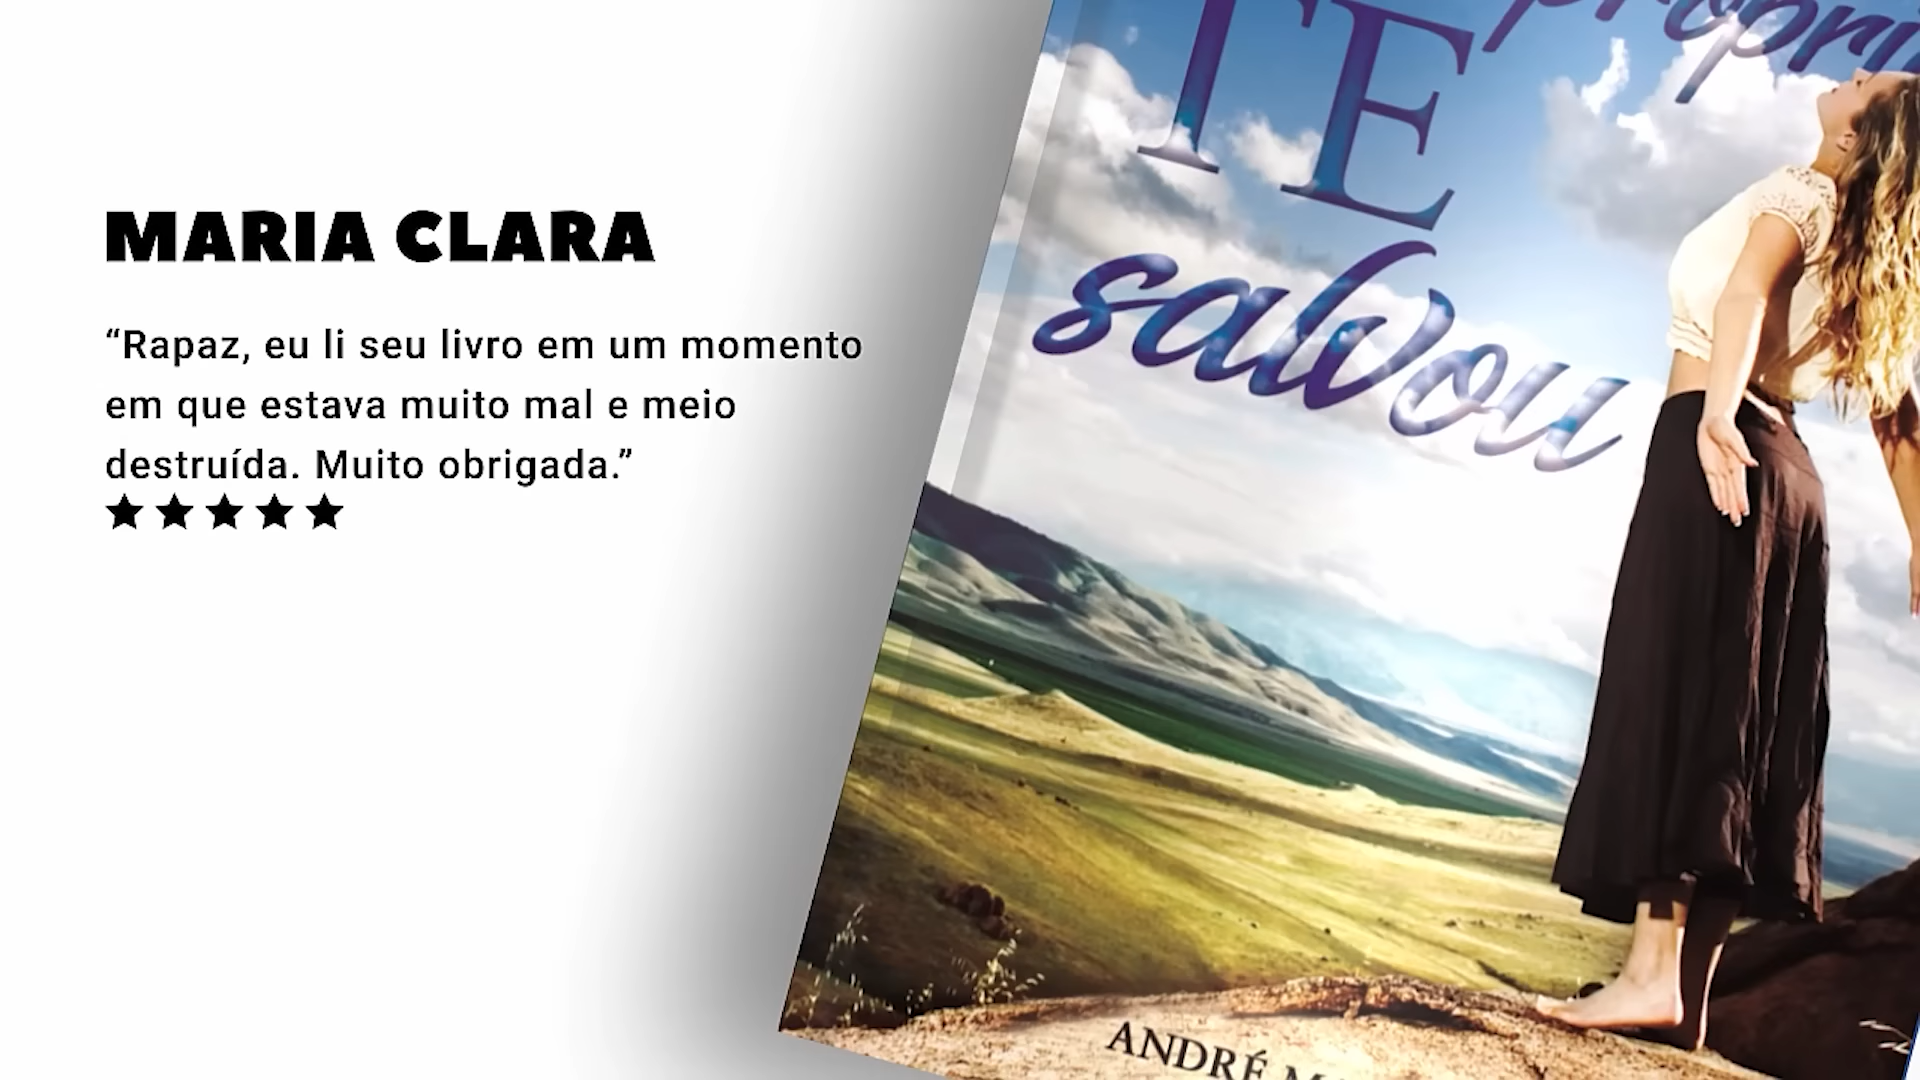 MARIA CLARA
“Rapaz, eu li seu livro em um momento
em que estava muito mal e meio
destruída. Muito obrigada.”
TE
salvou
ANDRÉ